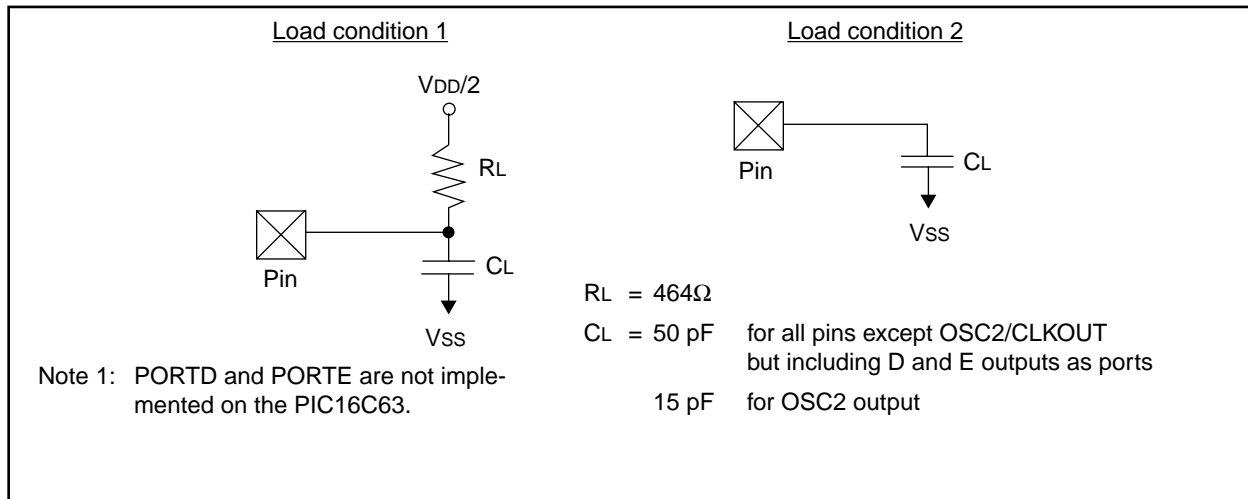 Load condition 1
VDD/2
RL
Pin
CL
VSS
Note 1: PORTD and PORTE are not imple-
mented on the PIC16C63.
Load condition 2
Pin
CL
VSS
RL = 464Ω
CL = 50 pF for all pins except OSC2/CLKOUT
but including D and E outputs as ports
15 pF for OSC2 output